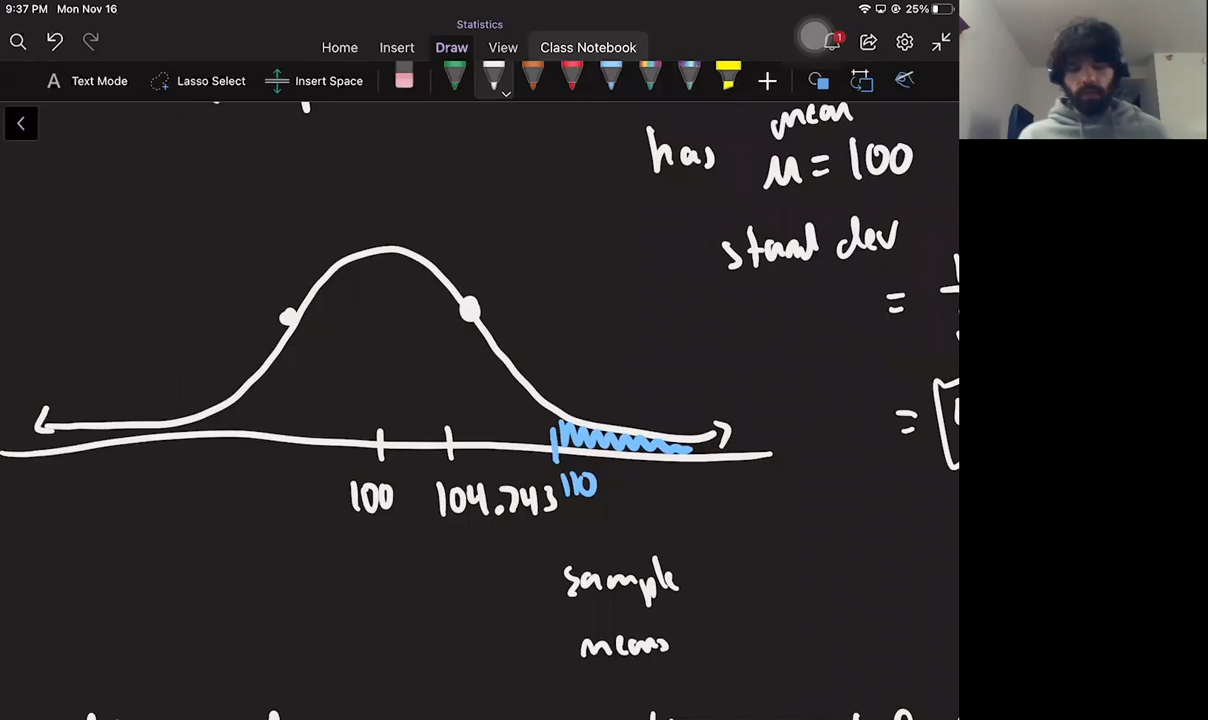 9:37 PM Mon Nov 16
25%
Statistics
Home Insert Draw View Class Notebook
1
Text Mode Lasso Select Insert Space
mean
has μ = 100
stand dev
=
=
100 104.743 110
sample
means